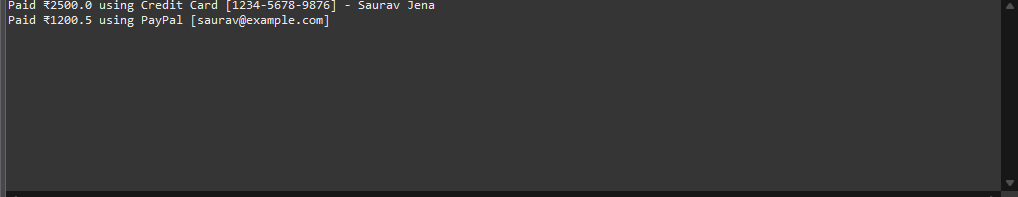 Paid ₹2500.0 using Credit Card [1234-5678-9876] - Saurav Jena
Paid ₹1200.5 using PayPal [saurav@example.com]